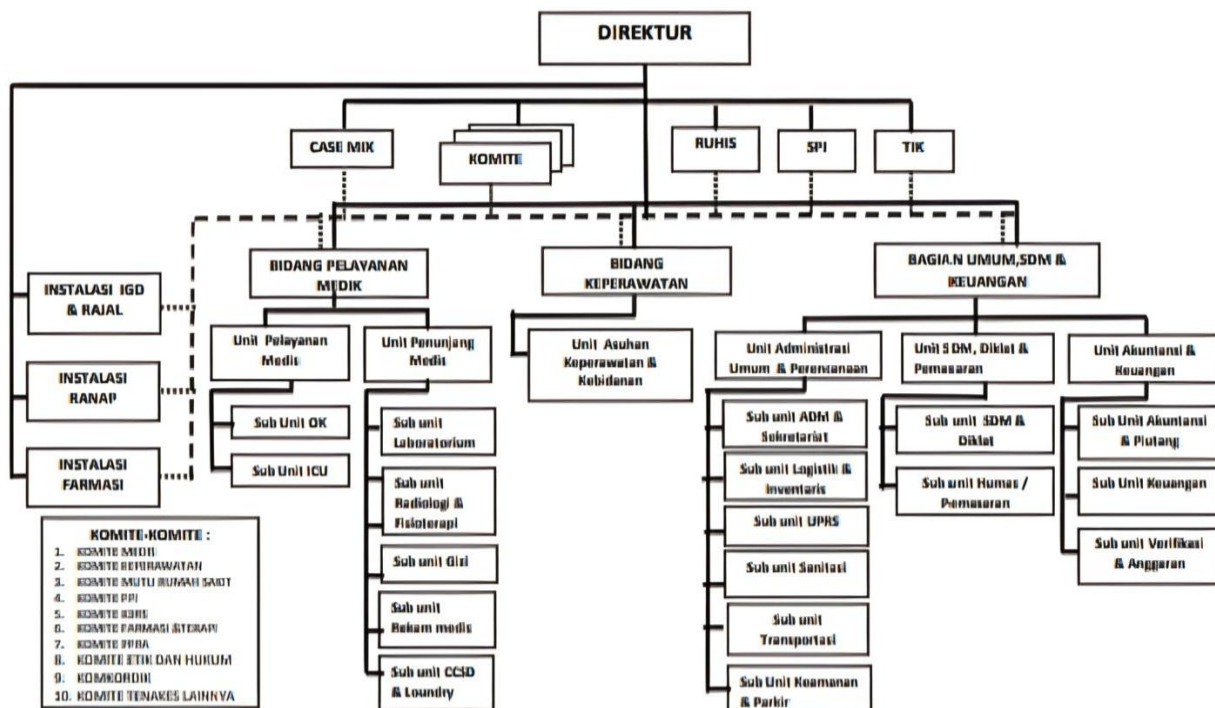 DIREKTUR
CASE MIX
KOMITE
RUHIS
SPI
TIK
BIDANG PELAYANAN
MEDIK
BIDANG
KEPERAWATAN
BAGIAN UMUM,SDM &
KEUANGAN
INSTALASI IGD
& RAJAL
INSTALASI
RANAP
INSTALASI
FARMASI
Unit Pelayanan
Medis
Unit Penunjang
Medis
Unit Asuhan
Keperawatan &
Kebidanan
Unit Administrasi
Umum & Perencanaan
Unit SDM, Diklat &
Pemasaran
Unit Akuntansi &
Keuangan
Sub Unit OK
Sub Unit ICU
Sub unit
Laboratorium
Sub unit
Radiologi &
Fisioterapi
Sub unit Gizi
Sub unit
Rekam medis
Sub unit CCSD
& Loundry
Sub unit ADM &
Sekretariat
Sub unit Logistik &
Inventaris
Sub unit UPRS
Sub unit Sanitasi
Sub unit
Transportasi
Sub Unit Keamanan
& Parkir
Sub unit SDM &
Diklat
Sub unit Humas /
Pemasaran
Sub Unit Akuntansi
& Piutang
Sub Unit Keuangan
Sub unit Verifikasi
& Anggaran
KOMITE-KOMITE :
1. KOMITE MEDIK
2. KOMITE KEPERAWATAN
3. KOMITE MUTU RUMAH SAKIT
4. KOMITE PPI
5. KOMITE K3RS
6. KOMITE FARMASI &TERAPI
7. KOMITE PPRA
8. KOMITE ETIK DAN HUKUM
9. KOMKORDIK
10. KOMITE TENAKES LAINNYA